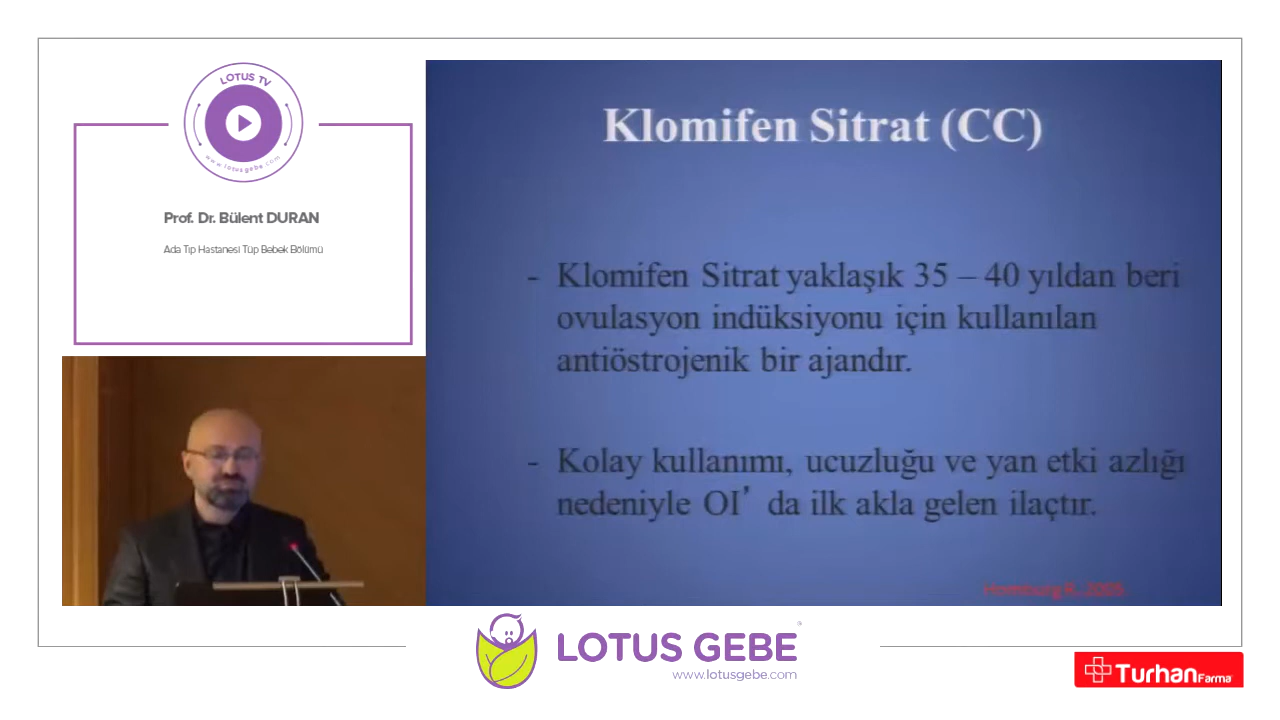 LOTUS TV
www.lotusgebe.com
Prof. Dr. Bülent DURAN
Ada Tıp Hastanesi Tüp Bebek Bölümü
Klomifen Sitrat (CC)
- Klomifen Sitrat yaklaşık 35 – 40 yıldan beri
ovulasyon indüksiyonu için kullanılan
antiöstrojenik bir ajandır.
- Kolay kullanımı, ucuzluğu ve yan etki azlığı
nedeniyle OI’ da ilk akla gelen ilaçtır.
Homburg R., 2005
LOTUS GEBE
www.lotusgebe.com
Turhan Farma